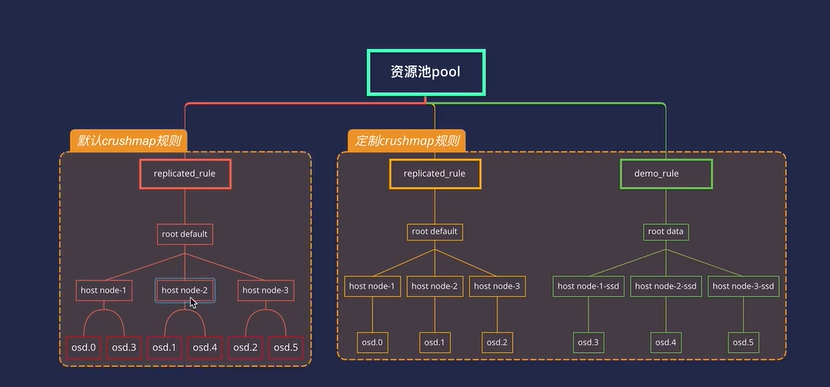 资源池pool
默认crushmap规则
replicated_rule
root default
host node-1
host node-2
host node-3
osd.0
osd.3
osd.1
osd.4
osd.2
osd.5
定制crushmap规则
replicated_rule
root default
host node-1
host node-2
host node-3
osd.0
osd.1
osd.2
demo_rule
root data
host node-1-ssd
host node-2-ssd
host node-3-ssd
osd.3
osd.4
osd.5